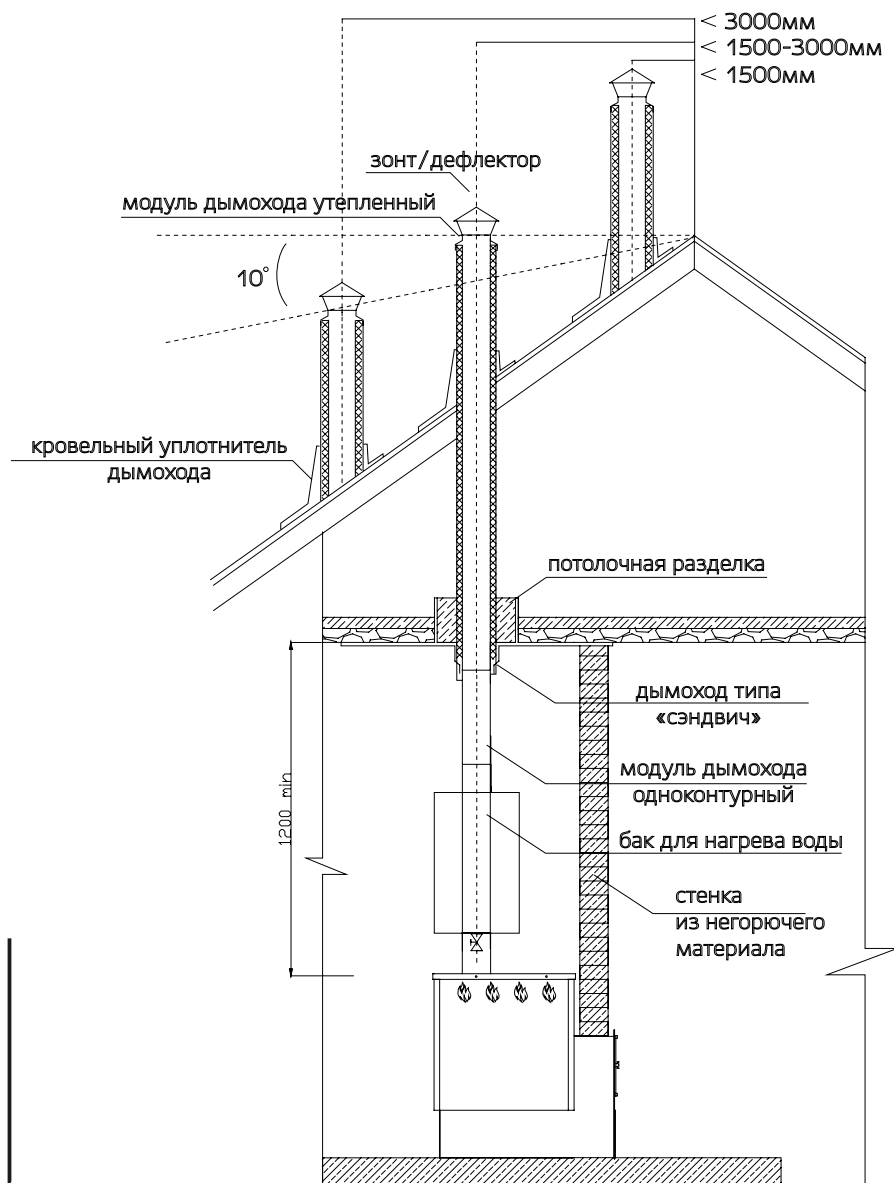 < 3000мм
< 1500-3000мм
< 1500мм
зонт/дефлектор
модуль дымохода утепленный
10°
кровельный уплотнитель
дымохода
потолочная разделка
дымоход типа
«сэндвич»
модуль дымохода
одноконтурный
1200 min
бак для нагрева воды
стенка
из негорючего
материала